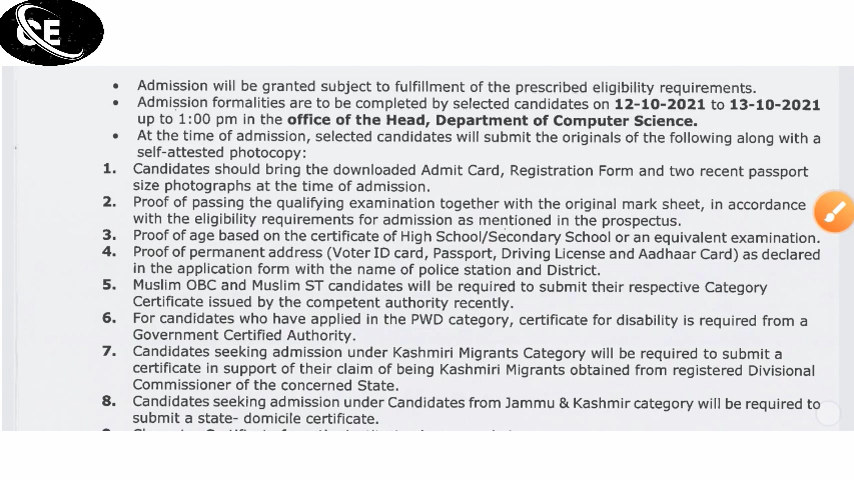 CE
• Admission will be granted subject to fulfillment of the prescribed eligibility requirements.
• Admission formalities are to be completed by selected candidates on 12-10-2021 to 13-10-2021
up to 1:00 pm in the office of the Head, Department of Computer Science.
• At the time of admission, selected candidates will submit the originals of the following along with a
self-attested photocopy:
1. Candidates should bring the downloaded Admit Card, Registration Form and two recent passport
size photographs at the time of admission.
2. Proof of passing the qualifying examination together with the original mark sheet, in accordance
with the eligibility requirements for admission as mentioned in the prospectus.
3. Proof of age based on the certificate of High School/Secondary School or an equivalent examination.
4. Proof of permanent address (Voter ID card, Passport, Driving License and Aadhaar Card) as declared
in the application form with the name of police station and District.
5. Muslim OBC and Muslim ST candidates will be required to submit their respective Category
Certificate issued by the competent authority recently.
6. For candidates who have applied in the PWD category, certificate for disability is required from a
Government Certified Authority.
7. Candidates seeking admission under Kashmiri Migrants Category will be required to submit a
certificate in support of their claim of being Kashmiri Migrants obtained from registered Divisional
Commissioner of the concerned State.
8. Candidates seeking admission under Candidates from Jammu & Kashmir category will be required to
submit a state- domicile certificate.